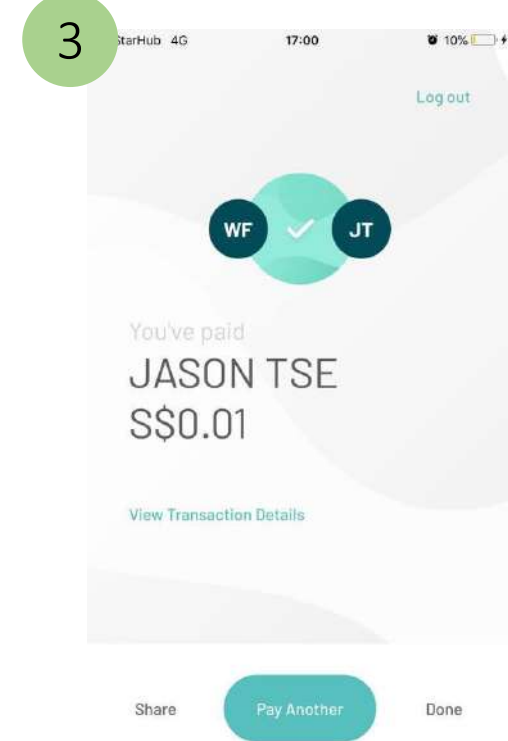 3
StarHub 4G 17:00 10%
Log out
WF JT
You've paid
JASON TSE
S$0.01
View Transaction Details
Share Pay Another Done